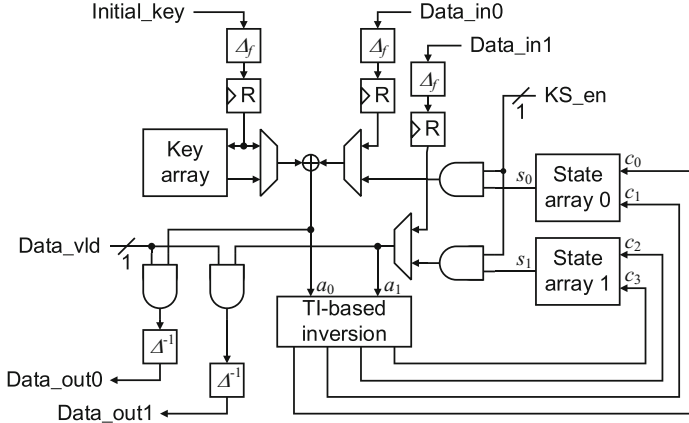 Initial_key
Data_in0
Data_in1
Δf
Δf
Δf
R
R
R
KS_en
1
Key
array
State
array 0
s0
c0
c1
State
array 1
s1
c2
c3
Data_vld
1
a0
a1
TI-based
inversion
Δ-1
Δ-1
Data_out0
Data_out1